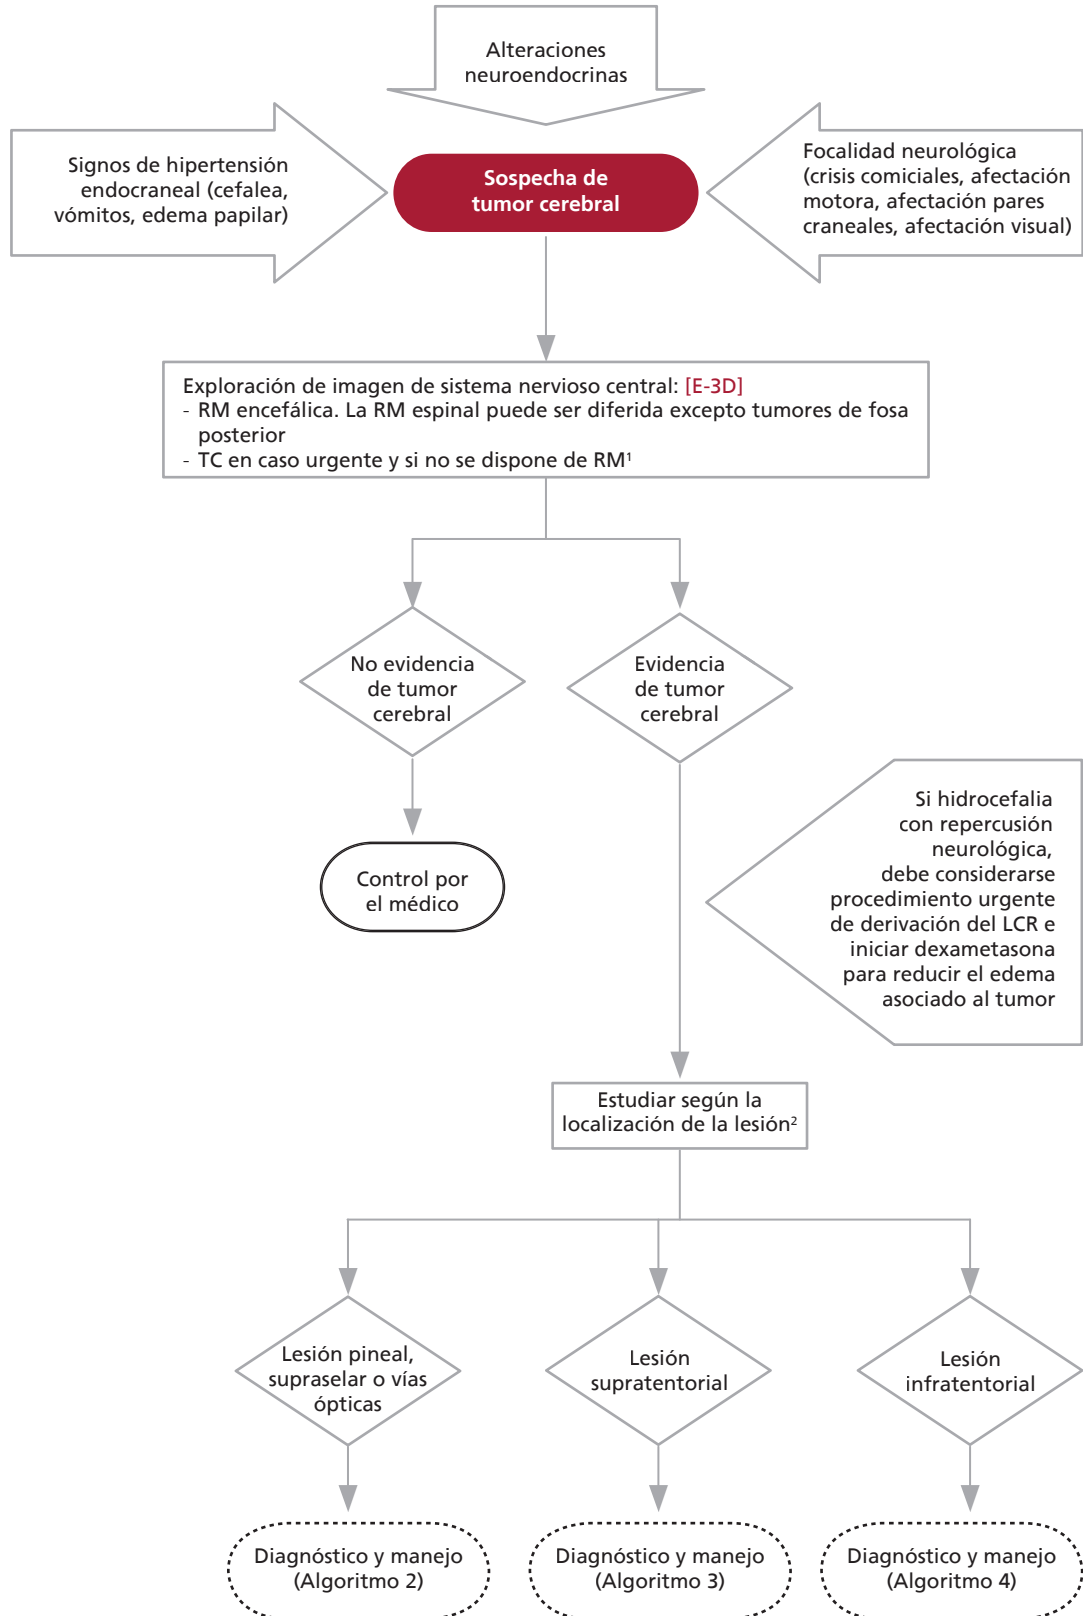 Alteraciones
neuroendocrinas
Signos de hipertensión
endocraneal (cefalea,
vómitos, edema papilar)
Sospecha de
tumor cerebral
Focalidad neurológica
(crisis comiciales, afectación
motora, afectación pares
craneales, afectación visual)
Exploración de imagen de sistema nervioso central: [E-3D]
- RM encefálica. La RM espinal puede ser diferida excepto tumores de fosa
posterior
- TC en caso urgente y si no se dispone de RM¹
No evidencia
de tumor
cerebral
Evidencia
de tumor
cerebral
Control por
el médico
Si hidrocefalia
con repercusión
neurológica,
debe considerarse
procedimiento urgente
de derivación del LCR e
iniciar dexametasona
para reducir el edema
asociado al tumor
Estudiar según la
localización de la lesión²
Lesión pineal,
supraselar o vías
ópticas
Lesión
supratentorial
Lesión
infratentorial
Diagnóstico y manejo
(Algoritmo 2)
Diagnóstico y manejo
(Algoritmo 3)
Diagnóstico y manejo
(Algoritmo 4)